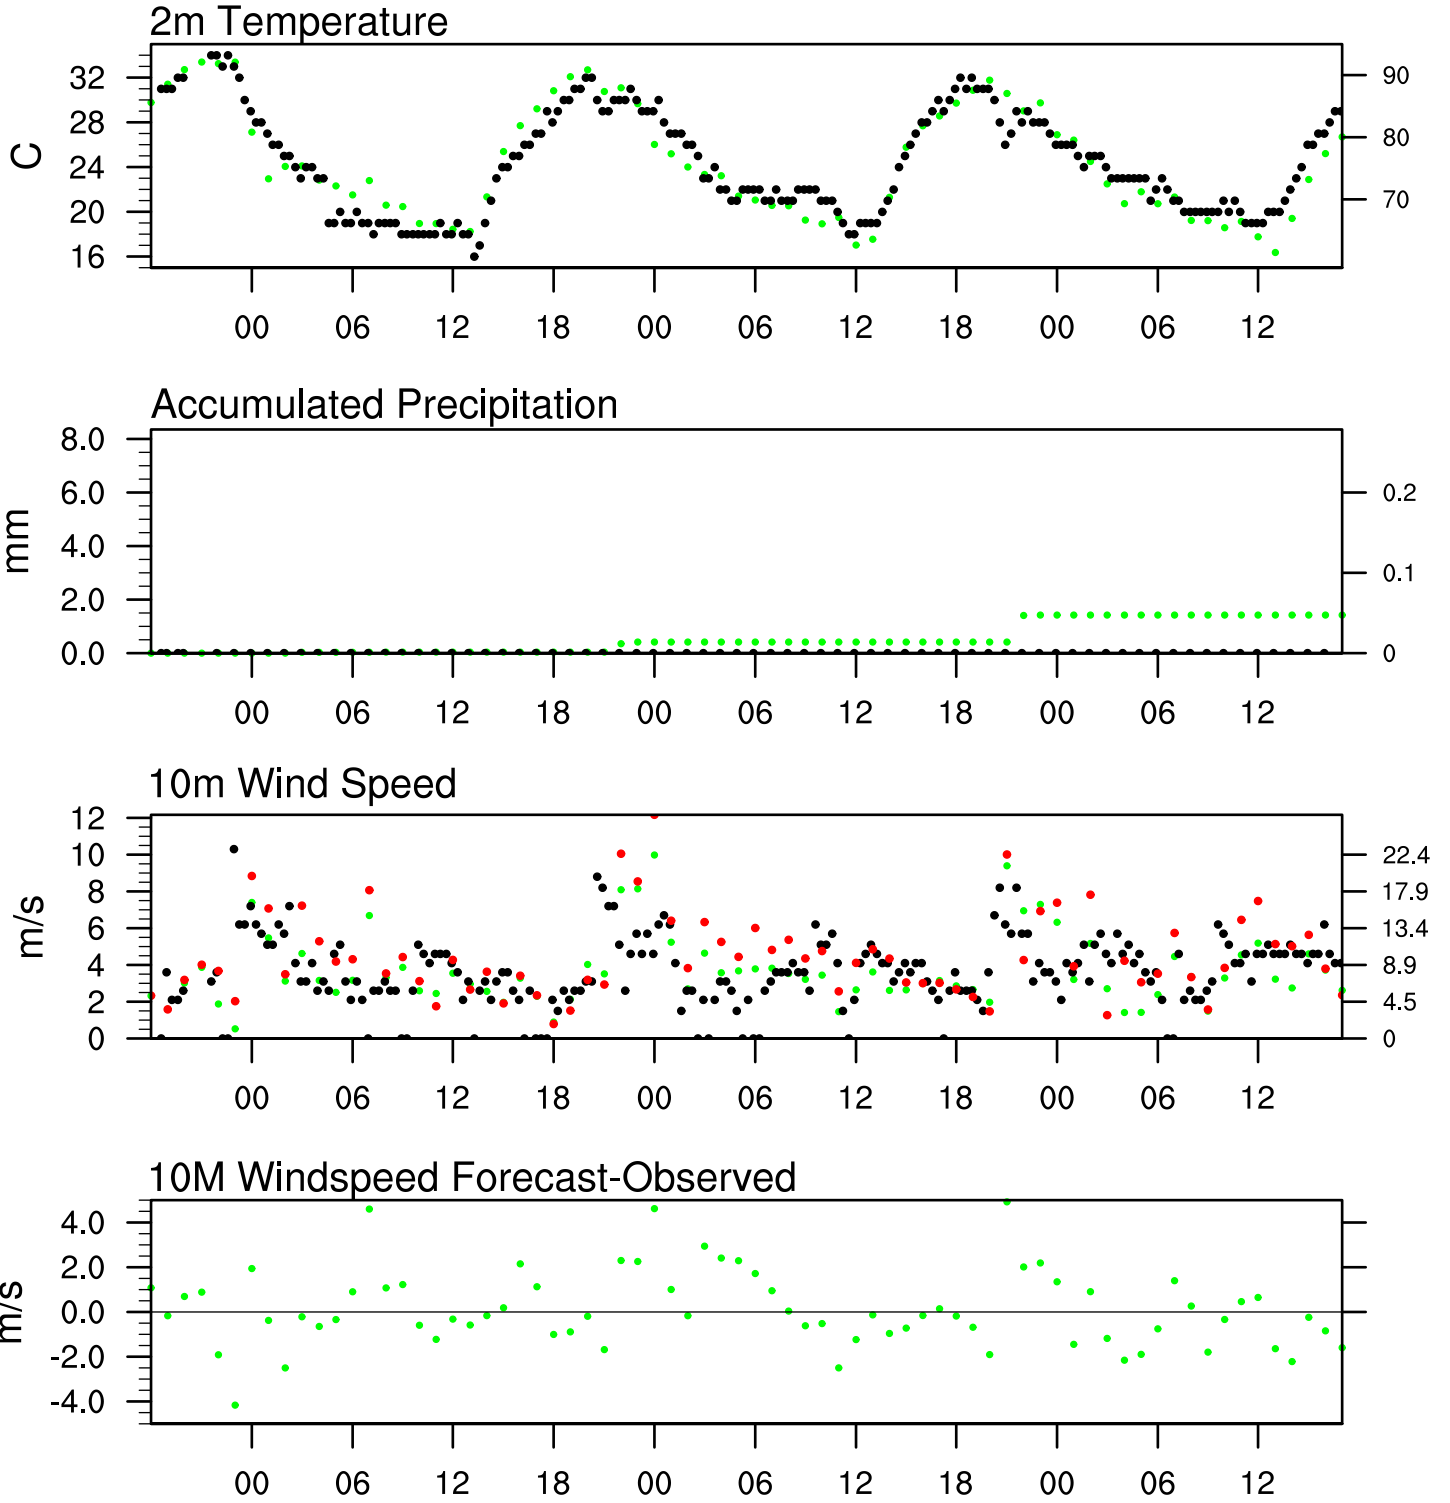 2m Temperature
32 90
28
80
C
24
70
20
16
00 06 12 18 00 06 12 18 00 06 12
Accumulated Precipitation
8.0
6.0 0.2
mm
4.0
0.1
2.0
0.0 0
00 06 12 18 00 06 12 18 00 06 12
10m Wind Speed
12
10 22.4
8 17.9
m/s
6 13.4
4 8.9
2 4.5
0 0
00 06 12 18 00 06 12 18 00 06 12
10M Windspeed Forecast-Observed
4.0
2.0
m/s
0.0
-2.0
-4.0
00 06 12 18 00 06 12 18 00 06 12